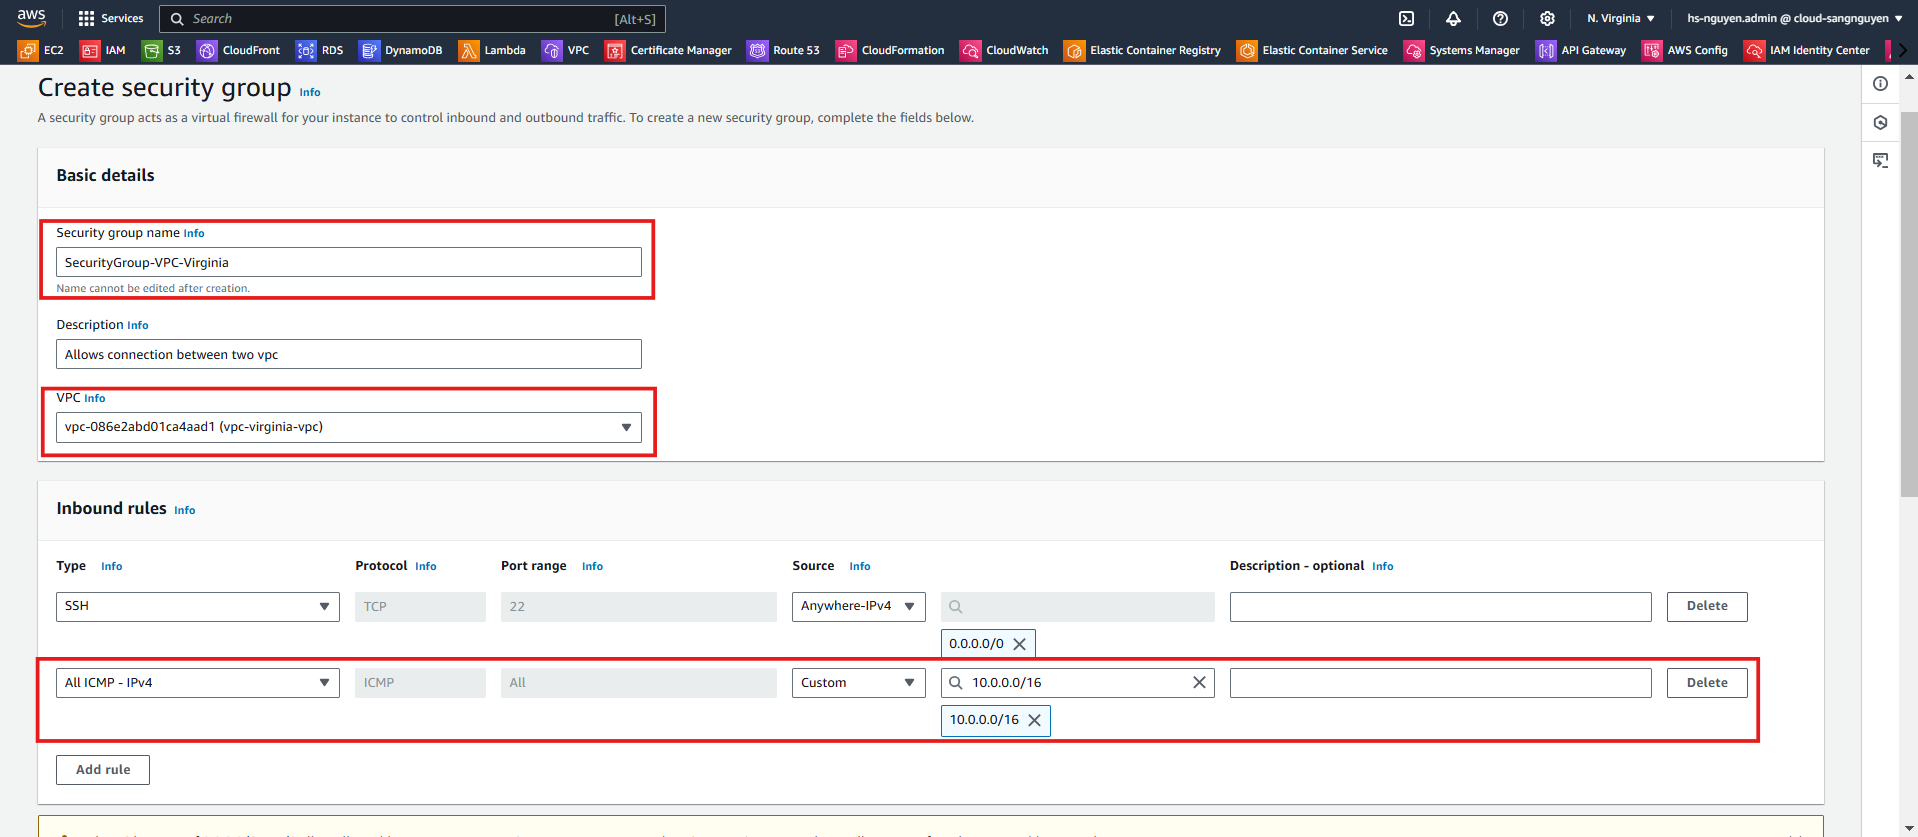 aws Services Search [Alt+S] N. Virginia hs-nguyen.admin @ cloud-sangnguyen
EC2 IAM S3 CloudFront RDS DynamoDB Lambda VPC Certificate Manager Route 53 CloudFormation CloudWatch Elastic Container Registry Elastic Container Service Systems Manager API Gateway AWS Config IAM Identity Center
Create security group Info
A security group acts as a virtual firewall for your instance to control inbound and outbound traffic. To create a new security group, complete the fields below.
Basic details
Security group name Info
SecurityGroup-VPC-Virginia
Name cannot be edited after creation.
Description Info
Allows connection between two vpc
VPC Info
vpc-086e2abd01ca4aad1 (vpc-virginia-vpc)
Inbound rules Info
Type Info Protocol Info Port range Info Source Info Description - optional Info
SSH TCP 22 Anywhere-IPv4 Delete
0.0.0.0/0
All ICMP - IPv4 ICMP All Custom 10.0.0.0/16 Delete
10.0.0.0/16
Add rule